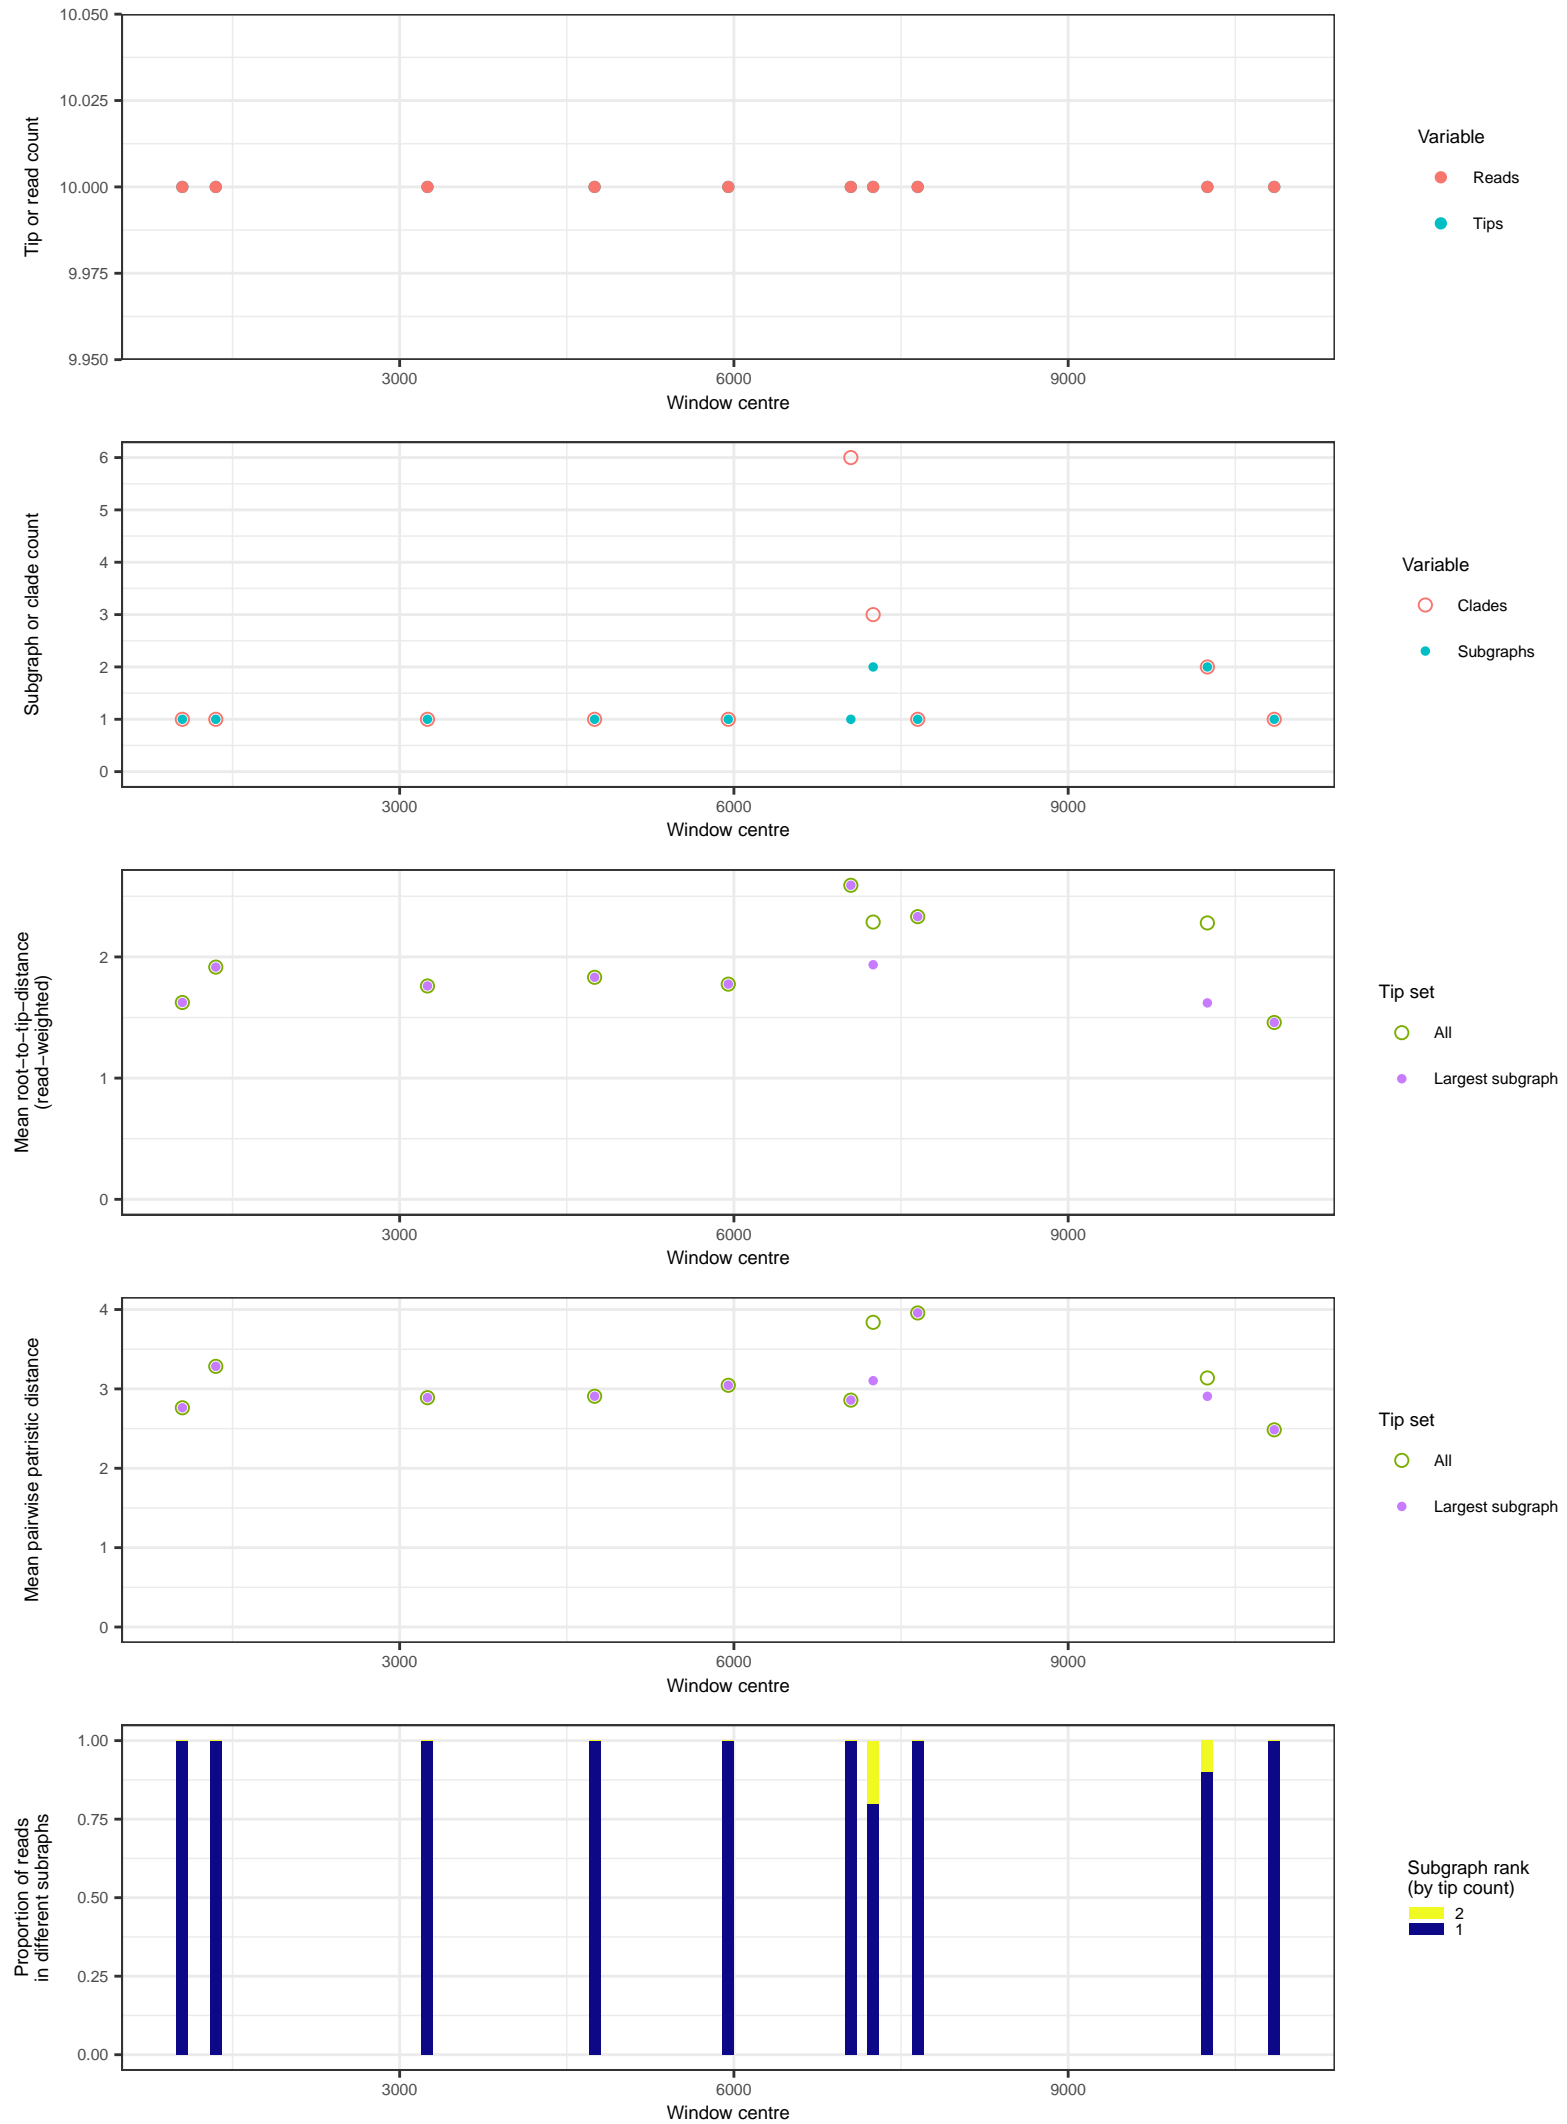 10.050
10.025
10.000
9.975
9.950
Tip or read count
3000 6000 9000
Window centre
Variable
Reads
Tips
6
5
4
3
2
1
0
Subgraph or clade count
3000 6000 9000
Window centre
Variable
Clades
Subgraphs
2
1
0
Mean root−to−tip−distance
(read−weighted)
3000 6000 9000
Window centre
Tip set
All
Largest subgraph
4
3
2
1
0
Mean pairwise patristic distance
3000 6000 9000
Window centre
Tip set
All
Largest subgraph
1.00
0.75
0.50
0.25
0.00
Proportion of reads
in different subraphs
3000 6000 9000
Window centre
Subgraph rank
(by tip count)
2
1